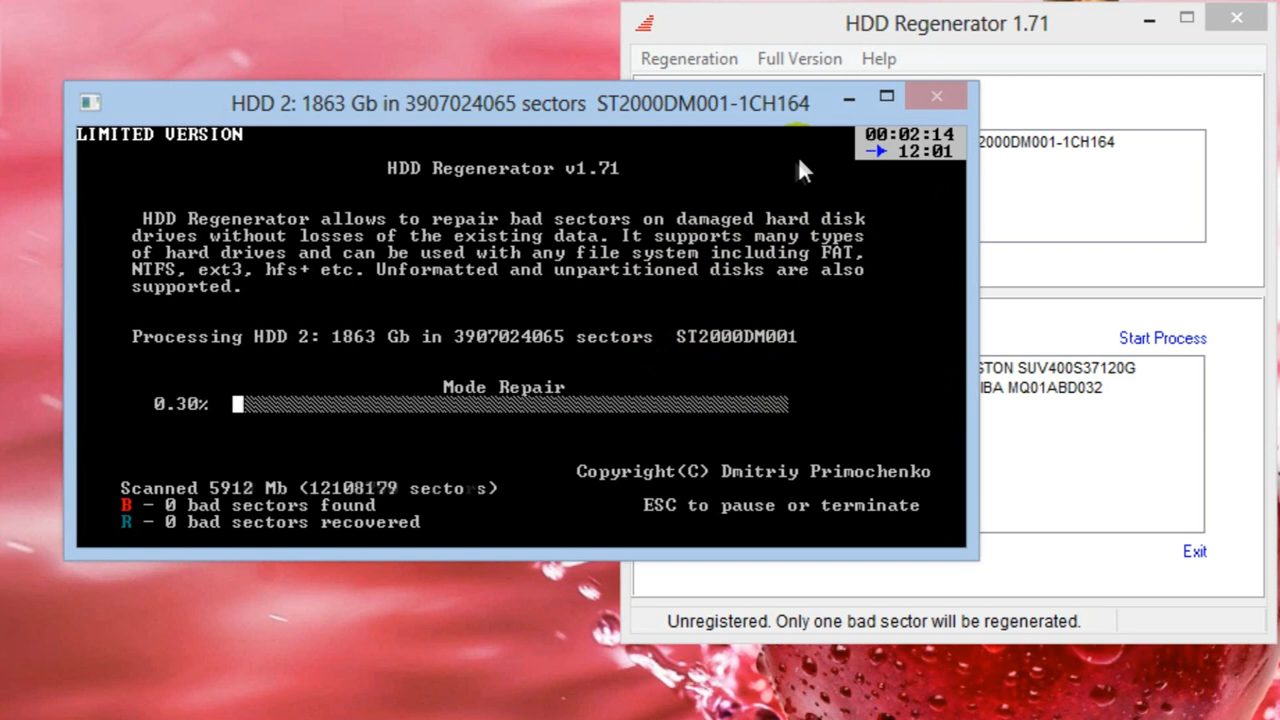 HDD Regenerator 1.71
Regeneration Full Version Help
HDD 2: 1863 Gb in 3907024065 sectors ST2000DM001-1CH164
LIMITED VERSION
00:02:14
12:01
2000DM001-1CH164
HDD Regenerator v1.71
HDD Regenerator allows to repair bad sectors on damaged hard disk
drives without losses of the existing data. It supports many types
of hard drives and can be used with any file system including FAT,
NTFS, ext3, hfs+ etc. Unformatted and unpartitioned disks are also
supported.
Processing HDD 2: 1863 Gb in 3907024065 sectors ST2000DM001
Start Process
STON SUV400S37120G
IBA MQ01ABD032
Mode Repair
0.30%
Copyright(C) Dmitriy Primochenko
Scanned 5912 Mb (12108179 sectors)
B - 0 bad sectors found
ESC to pause or terminate
R - 0 bad sectors recovered
Exit
Unregistered. Only one bad sector will be regenerated.